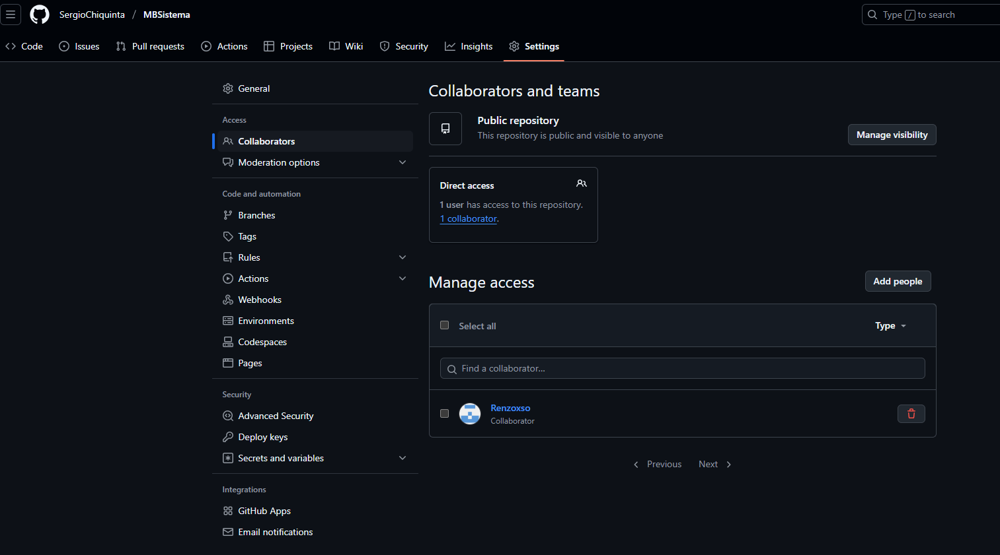 SergioChiquinta / MBSistema
Type / to search
Code Issues Pull requests Actions Projects Wiki Security Insights Settings
General
Access
Collaborators
Moderation options
Code and automation
Branches
Tags
Rules
Actions
Webhooks
Environments
Codespaces
Pages
Security
Advanced Security
Deploy keys
Secrets and variables
Integrations
GitHub Apps
Email notifications
Collaborators and teams
Public repository
This repository is public and visible to anyone
Manage visibility
Direct access
1 user has access to this repository.
1 collaborator.
Manage access
Add people
Select all
Type
Find a collaborator...
Renzoxso
Collaborator
Previous Next